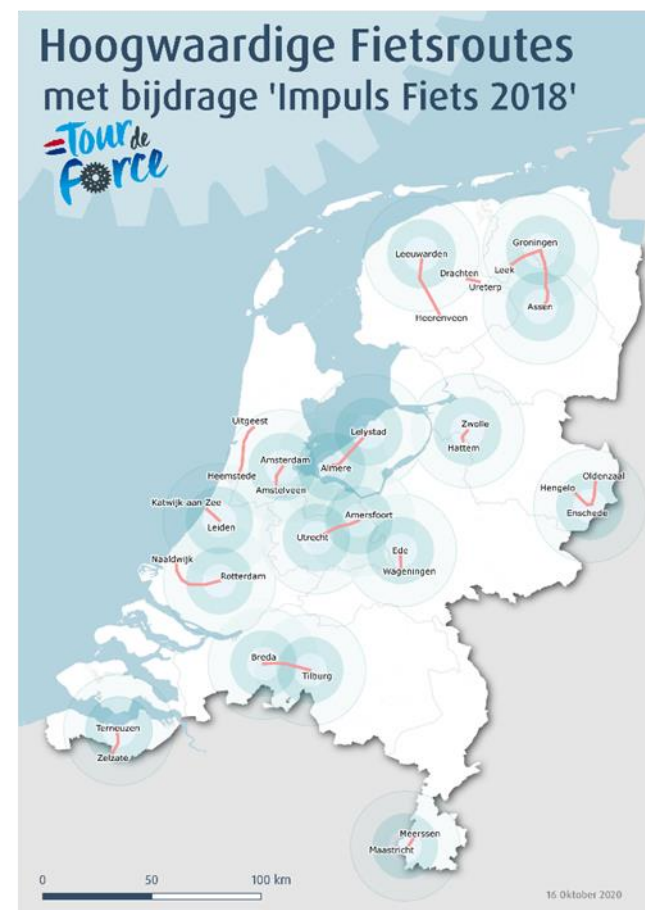 Hoogwaardige Fietsroutes
met bijdrage 'Impuls Fiets 2018'
Tour de
Force
Groningen
Leeuwarden
Drachten
Leek
Ureterp
Assen
Heerenveen
Uitgeest
Lelystad
Zwolle
Hattem
Amsterdam
Almere
Heemstede
Amstelveen
Oldenzaal
Hengelo
Enschede
Katwijk aan Zee
Leiden
Amersfoort
Utrecht
Ede
Wageningen
Naaldwijk
Rotterdam
Breda
Tilburg
Terneuzen
Zelzate
Meerssen
Maastricht
0 50 100 km
16 Oktober 2020